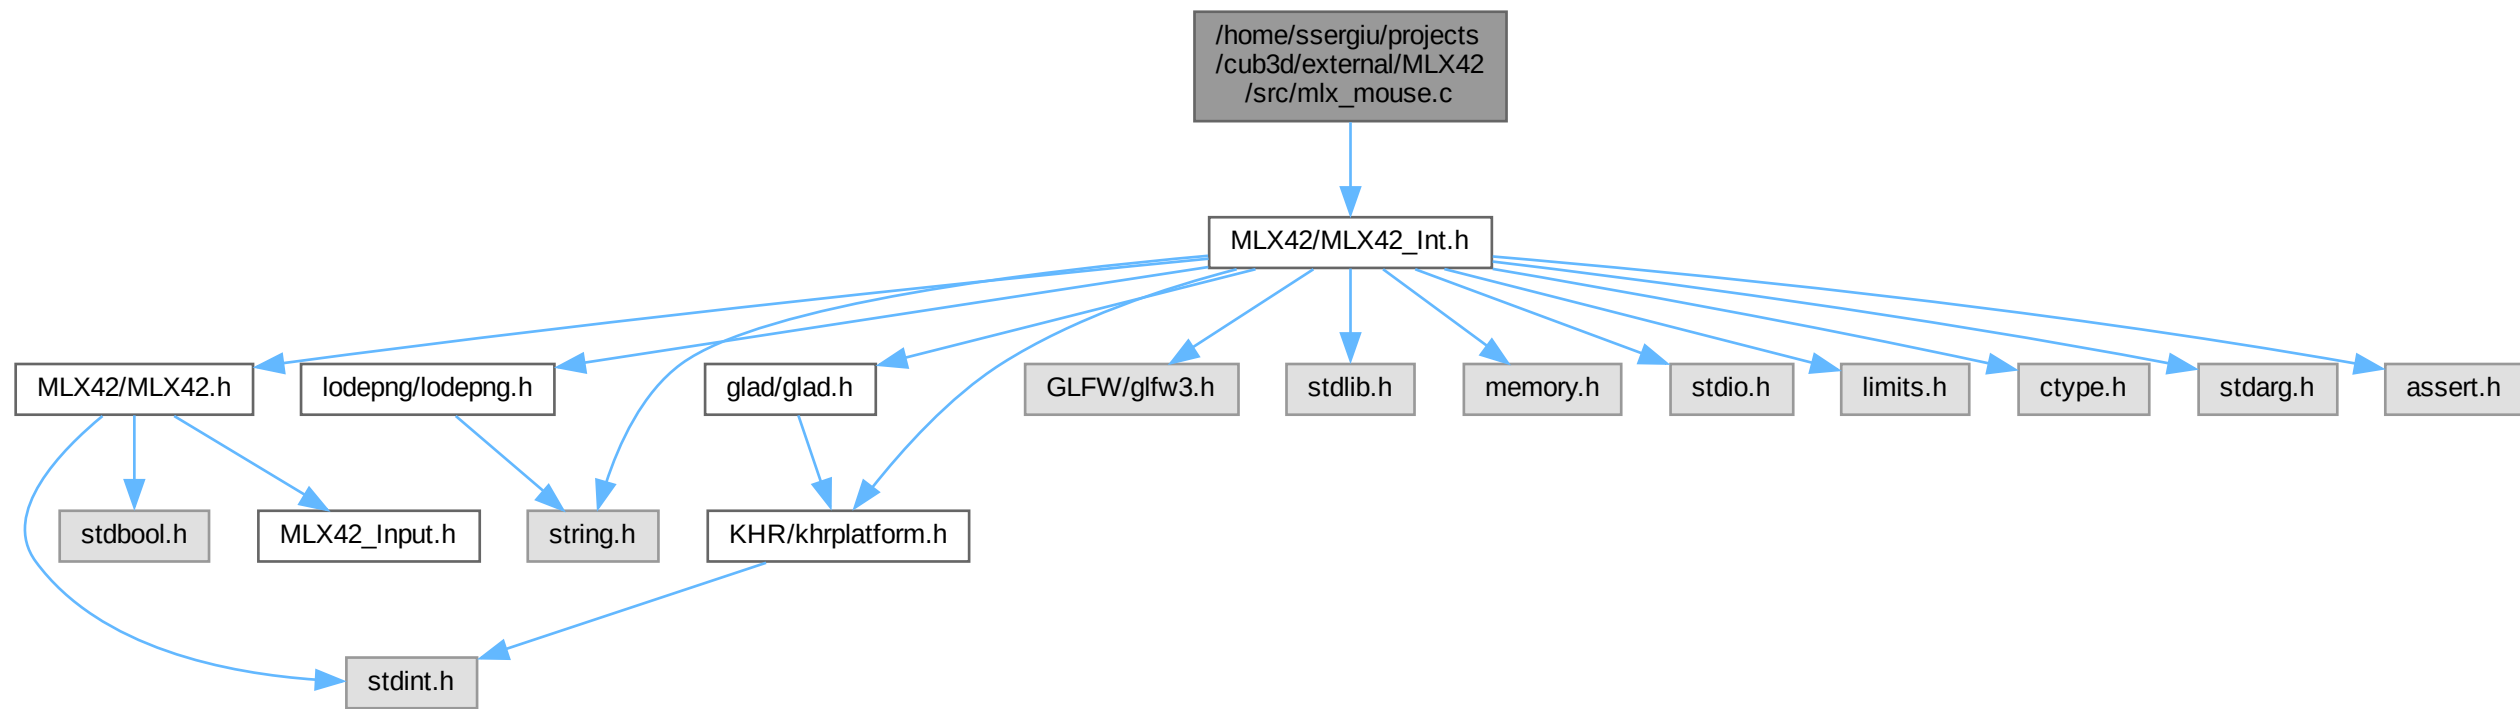 /home/ssergiu/projects
/cub3d/external/MLX42
/src/mlx_mouse.c
MLX42/MLX42_Int.h
MLX42/MLX42.h
lodepng/lodepng.h
glad/glad.h
GLFW/glfw3.h
stdlib.h
memory.h
stdio.h
limits.h
ctype.h
stdarg.h
assert.h
stdbool.h
MLX42_Input.h
string.h
KHR/khrplatform.h
stdint.h